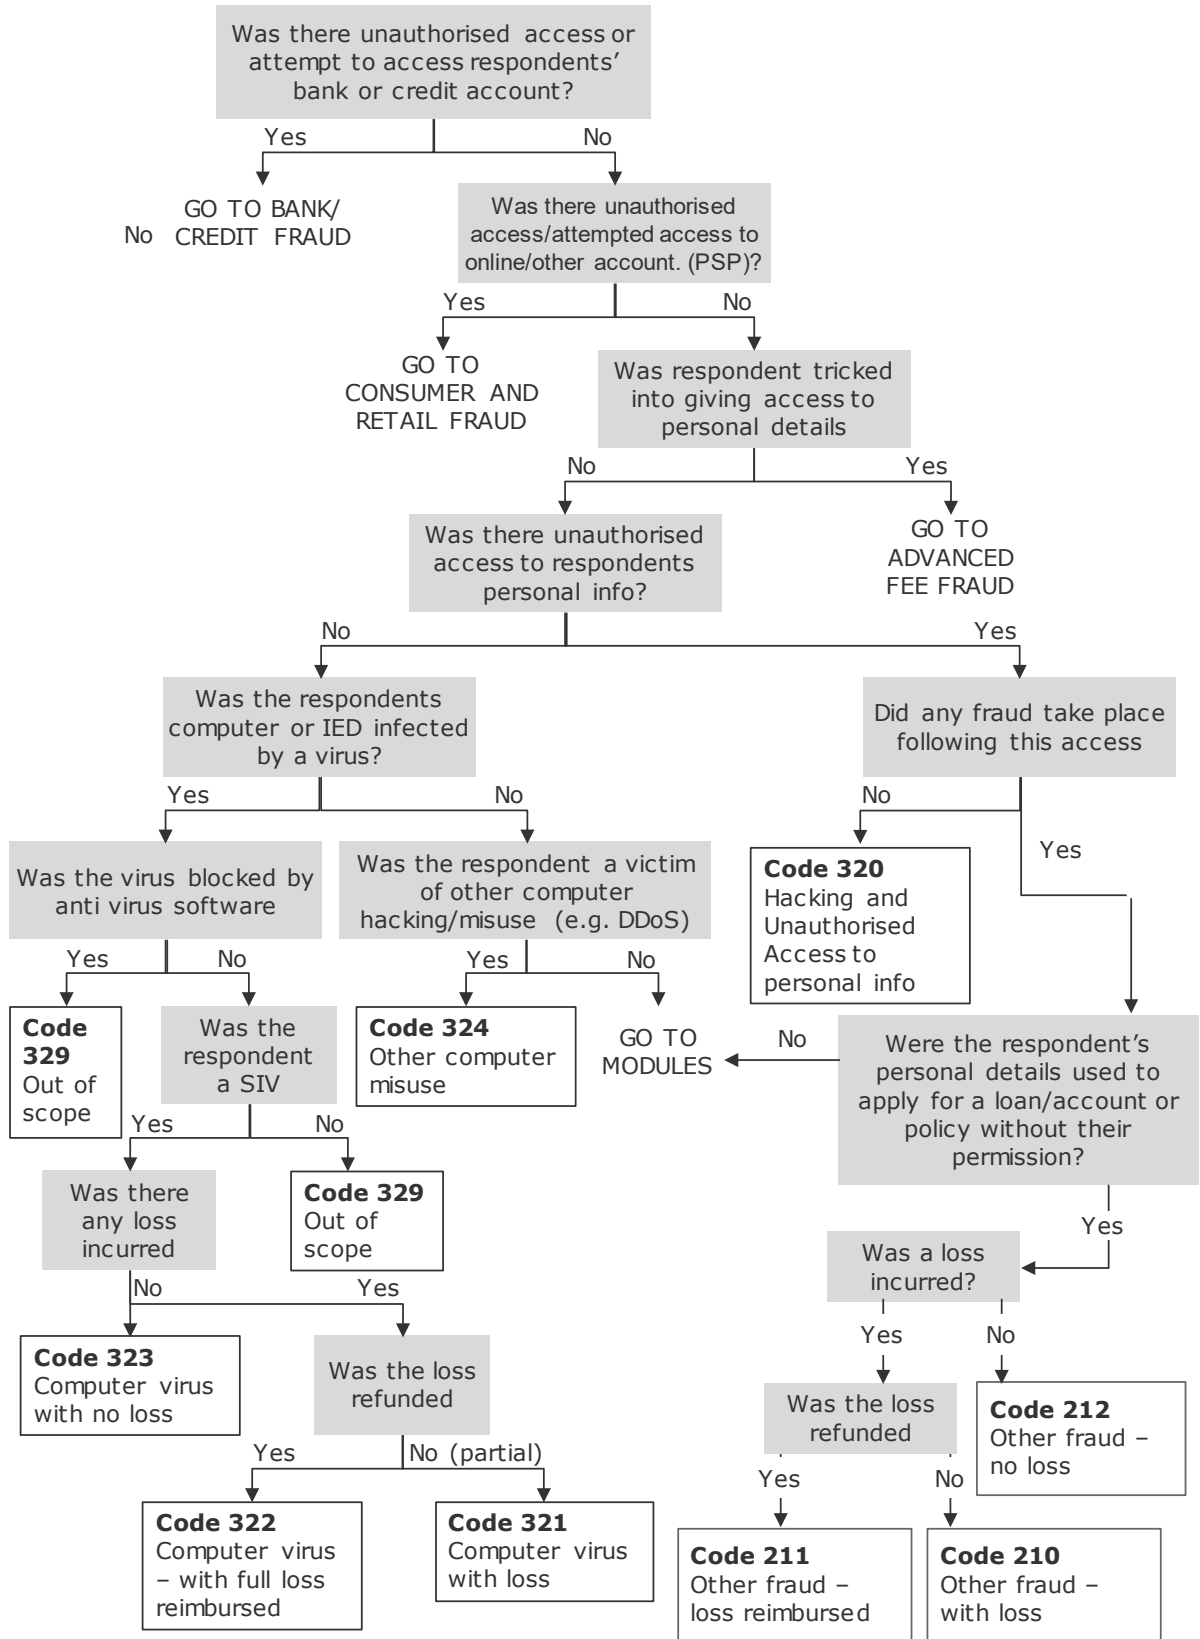 Was there unauthorised access or
attempt to access respondents’
bank or credit account?
Yes
No
GO TO BANK/
No
CREDIT FRAUD
Was there unauthorised
access/attempted access to
online/other account. (PSP)?
Yes
No
GO TO
CONSUMER AND
RETAIL FRAUD
Was respondent tricked
into giving access to
personal details
No
Yes
Was there unauthorised
access to respondents
personal info?
GO TO
ADVANCED
FEE FRAUD
No
Yes
Was the respondents
computer or IED infected
by a virus?
Did any fraud take place
following this access
Yes
No
No
Yes
Was the virus blocked by
anti virus software
Was the respondent a victim
of other computer
hacking/misuse (e.g. DDoS)
Code 320
Hacking and
Unauthorised
Access to
personal info
Yes
No
Yes
No
Code
329
Out of
scope
Was the
respondent
a SIV
Code 324
Other computer
misuse
GO TO
MODULES
No
Were the respondent’s
personal details used to
apply for a loan/account or
policy without their
permission?
Yes
No
Yes
Was there
any loss
incurred
Code 329
Out of
scope
Was a loss
incurred?
No
Yes
Yes
No
Code 323
Computer virus
with no loss
Was the loss
refunded
Was the loss
refunded
Code 212
Other fraud –
no loss
Yes
No (partial)
Yes
No
Code 322
Computer virus
– with full loss
reimbursed
Code 321
Computer virus
with loss
Code 211
Other fraud –
loss reimbursed
Code 210
Other fraud –
with loss